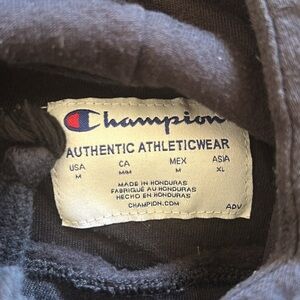 Champion
AUTHENTIC ATHLETICWEAR
USA CA MEX ASIA
M M/M M XL
MADE IN HONDURAS
FABRIQUÉ AU HONDURAS
HECHO EN HONDURAS
CHAMPION.COM ADV